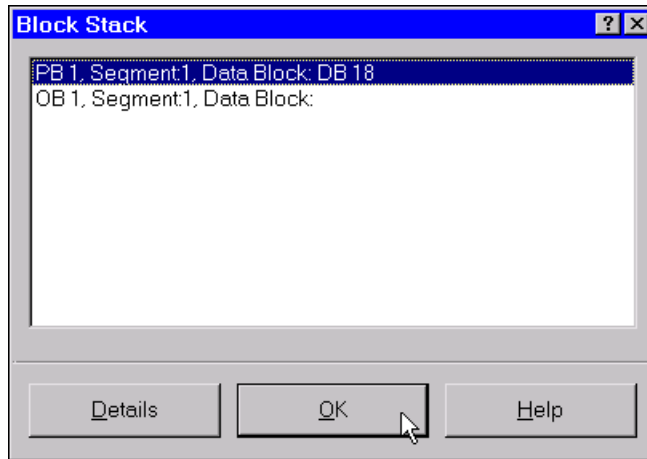 Block Stack
PB 1, Segment:1, Data Block: DB 18
OB 1, Segment:1, Data Block:
Details
OK
Help